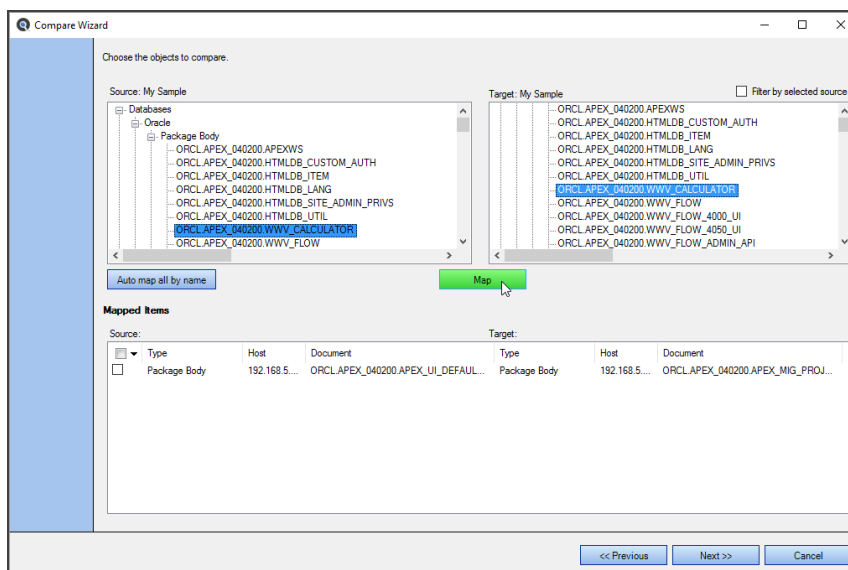 Compare Wizard
Choose the objects to compare.
Source: My Sample
Target: My Sample
Filter by selected source
Databases
Oracle
Package Body
ORCL.APEX_040200.APEXWS
ORCL.APEX_040200.HTMLDB_CUSTOM_AUTH
ORCL.APEX_040200.HTMLDB_ITEM
ORCL.APEX_040200.HTMLDB_LANG
ORCL.APEX_040200.HTMLDB_SITE_ADMIN_PRIVS
ORCL.APEX_040200.HTMLDB_UTIL
ORCL.APEX_040200.WWV_CALCULATOR
ORCL.APEX_040200.WWV_FLOW
ORCL.APEX_040200.APEXWS
ORCL.APEX_040200.HTMLDB_CUSTOM_AUTH
ORCL.APEX_040200.HTMLDB_ITEM
ORCL.APEX_040200.HTMLDB_LANG
ORCL.APEX_040200.HTMLDB_SITE_ADMIN_PRIVS
ORCL.APEX_040200.HTMLDB_UTIL
ORCL.APEX_040200.WWV_CALCULATOR
ORCL.APEX_040200.WWV_FLOW
ORCL.APEX_040200.WWV_FLOW_4000_UI
ORCL.APEX_040200.WWV_FLOW_4050_UI
ORCL.APEX_040200.WWV_FLOW_ADMIN_API
Auto map all by name
Map
Mapped Items
Source:
Target:
Type Host Document Type Host Document
Package Body 192.168.5.... ORCL.APEX_040200.APEX_UI_DEFAUL... Package Body 192.168.5.... ORCL.APEX_040200.APEX_MIG_PROJ...
<< Previous
Next >>
Cancel